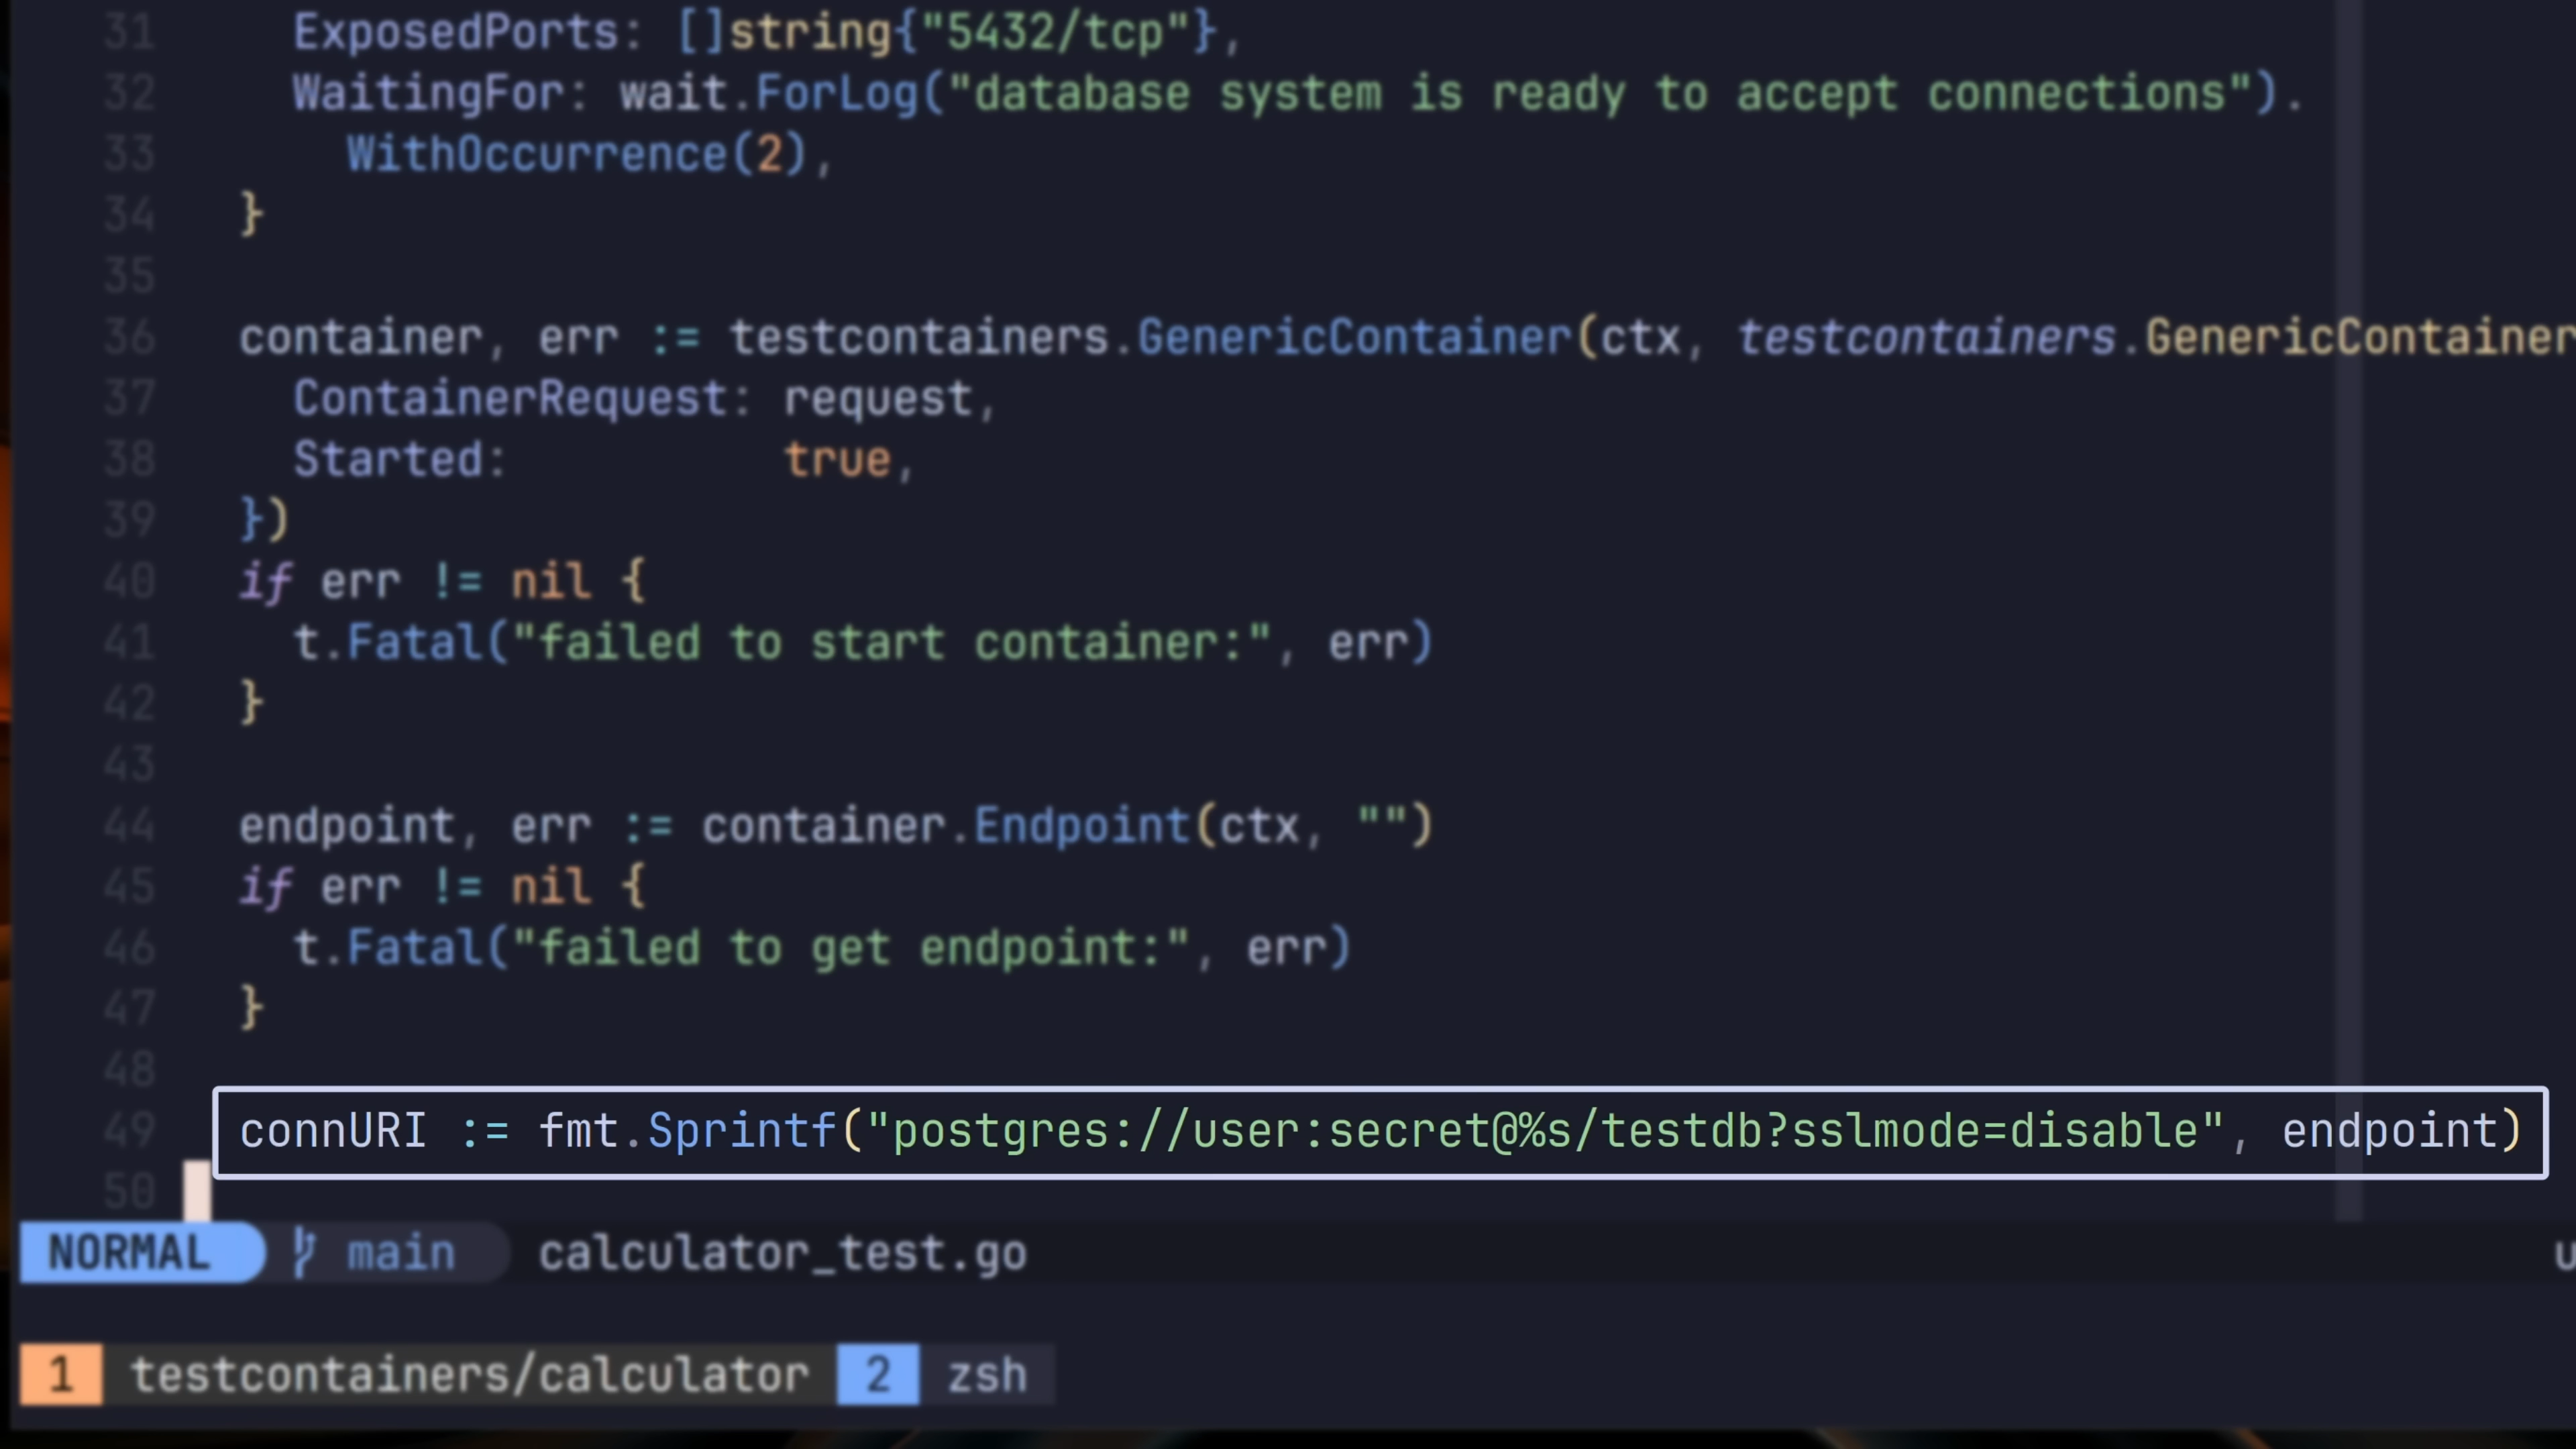 31 ExposedPorts: []string{"5432/tcp"},
32 WaitingFor: wait.ForLog("database system is ready to accept connections").
33 WithOccurrence(2),
34 }
35
36 container, err := testcontainers.GenericContainer(ctx, testcontainers.GenericContainer
37 ContainerRequest: request,
38 Started: true,
39 })
40 if err != nil {
41 t.Fatal("failed to start container:", err)
42 }
43
44 endpoint, err := container.Endpoint(ctx, "")
45 if err != nil {
46 t.Fatal("failed to get endpoint:", err)
47 }
48
49 connURI := fmt.Sprintf("postgres://user:secret@%s/testdb?sslmode=disable", endpoint)
50
NORMAL main calculator_test.go u
1 testcontainers/calculator 2 zsh